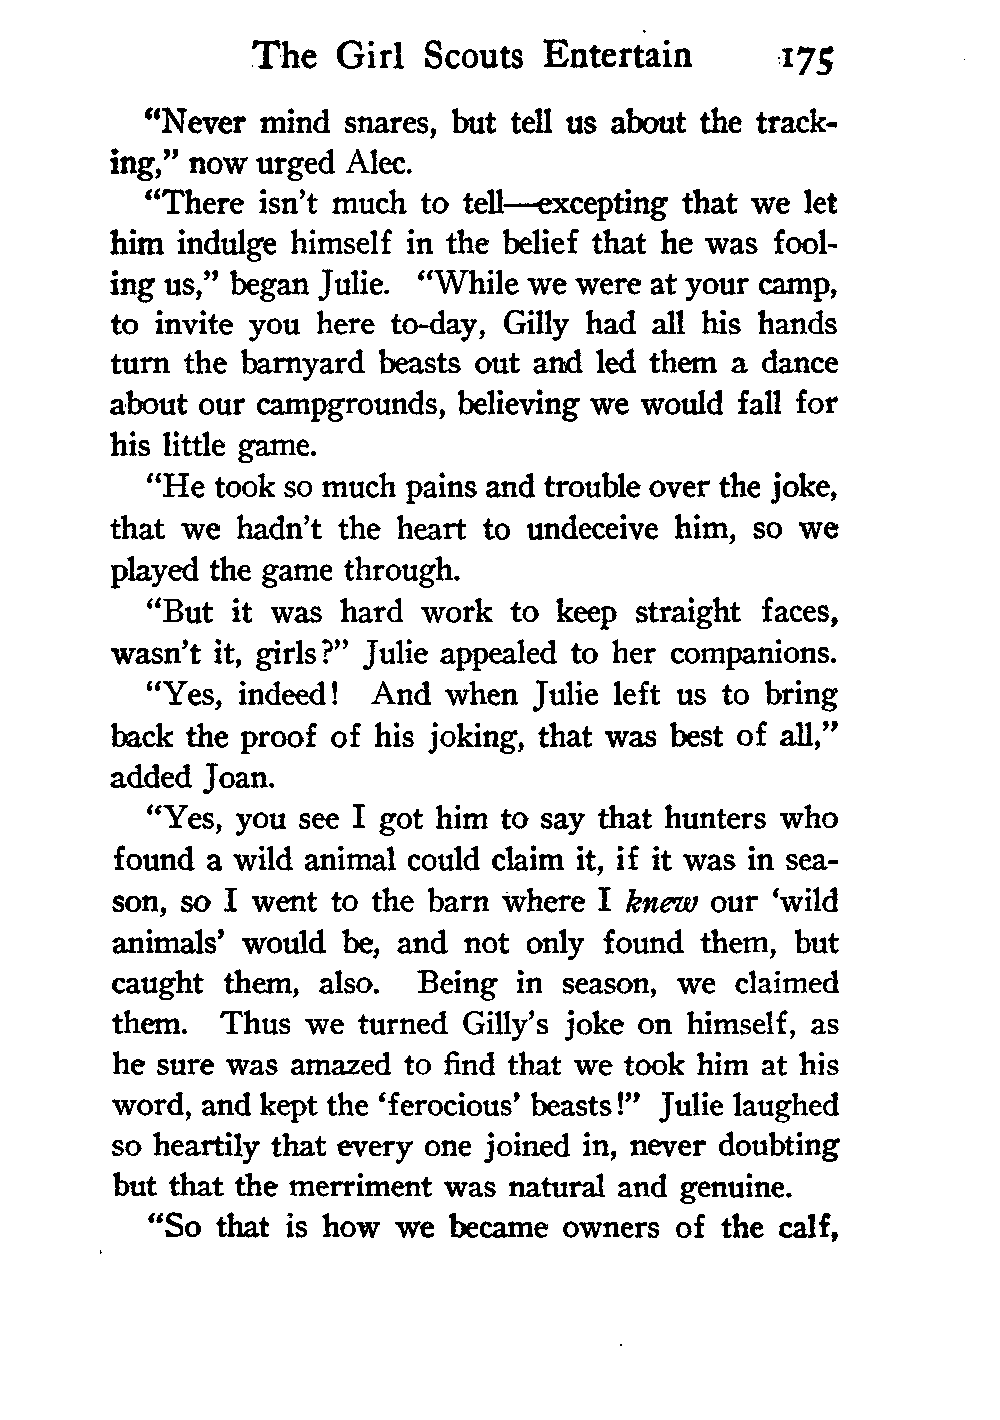 The Girl Scouts Entertain 175
"Never mind snares, but tell us about the track-
ing," now urged Alec.
"There isn't much to tell—excepting that we let
him indulge himself in the belief that he was fool-
ing us," began Julie. "While we were at your camp,
to invite you here to-day, Gilly had all his hands
turn the barnyard beasts out and led them a dance
about our campgrounds, believing we would fall for
his little game.
"He took so much pains and trouble over the joke,
that we hadn't the heart to undeceive him, so we
played the game through.
"But it was hard work to keep straight faces,
wasn't it, girls?" Julie appealed to her companions.
"Yes, indeed! And when Julie left us to bring
back the proof of his joking, that was best of all,"
added Joan.
"Yes, you see I got him to say that hunters who
found a wild animal could claim it, if it was in sea-
son, so I went to the barn where I knew our 'wild
animals' would be, and not only found them, but
caught them, also. Being in season, we claimed
them. Thus we turned Gilly's joke on himself, as
he sure was amazed to find that we took him at his
word, and kept the 'ferocious' beasts!" Julie laughed
so heartily that every one joined in, never doubting
but that the merriment was natural and genuine.
"So that is how we became owners of the calf,